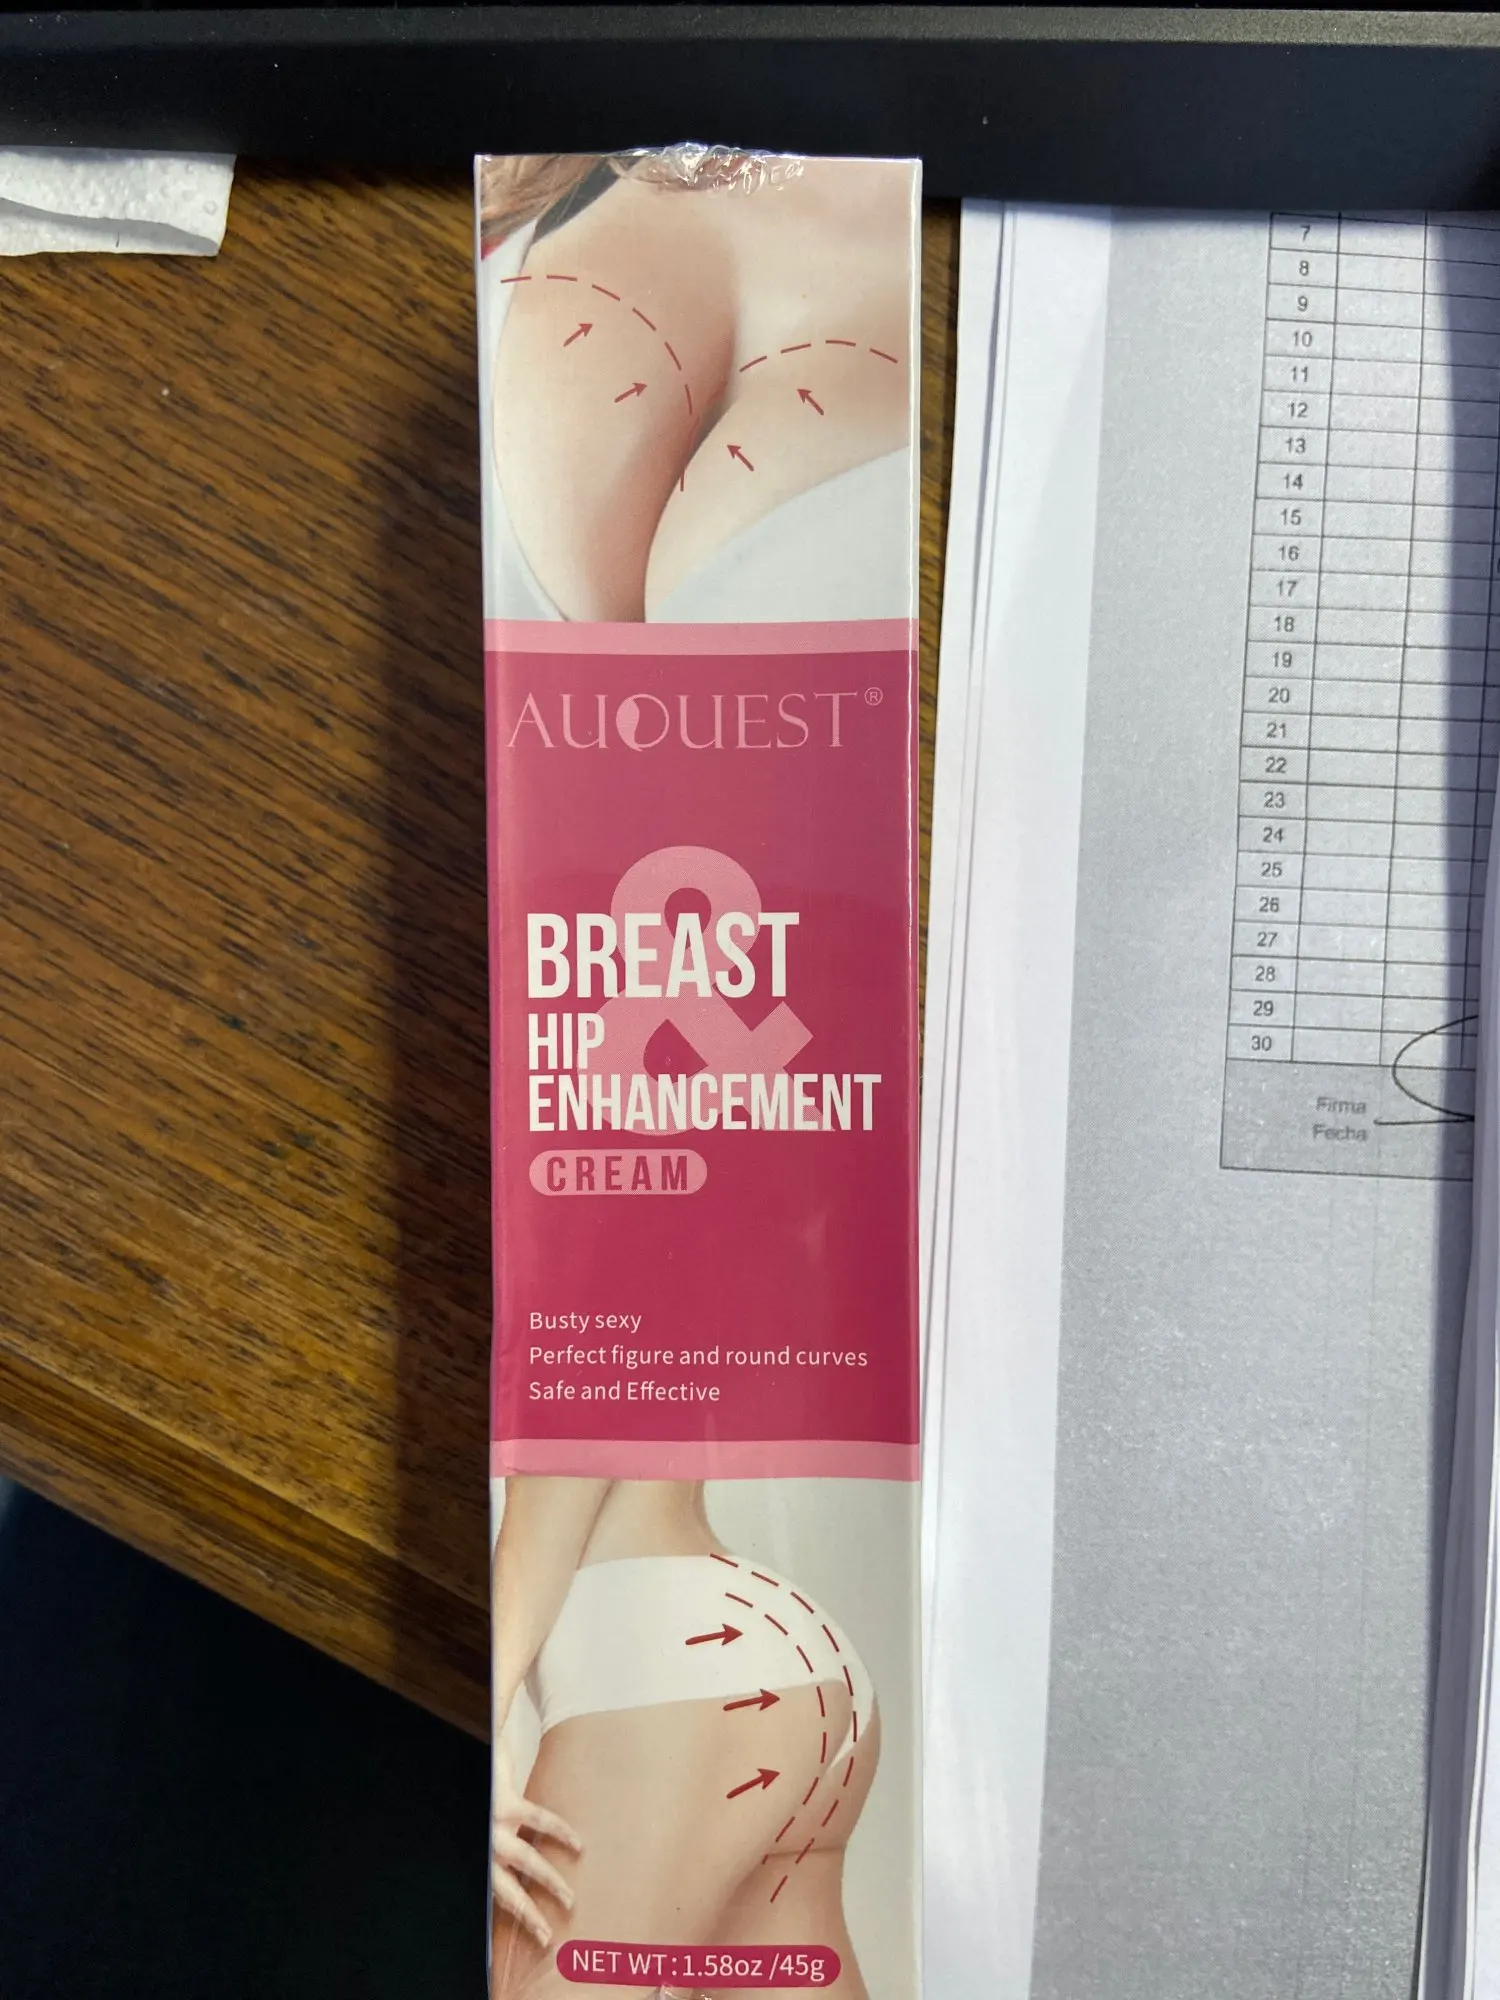 AUQUEST®
&
BREAST
HIP
ENHANCEMENT
CREAM
Busty sexy
Perfect figure and round curves
Safe and Effective
NET WT:1.58oz /45g
7
8
9
10
11
12
13
14
15
16
17
18
19
20
21
22
23
24
25
26
27
28
29
30
Firma
Fecha